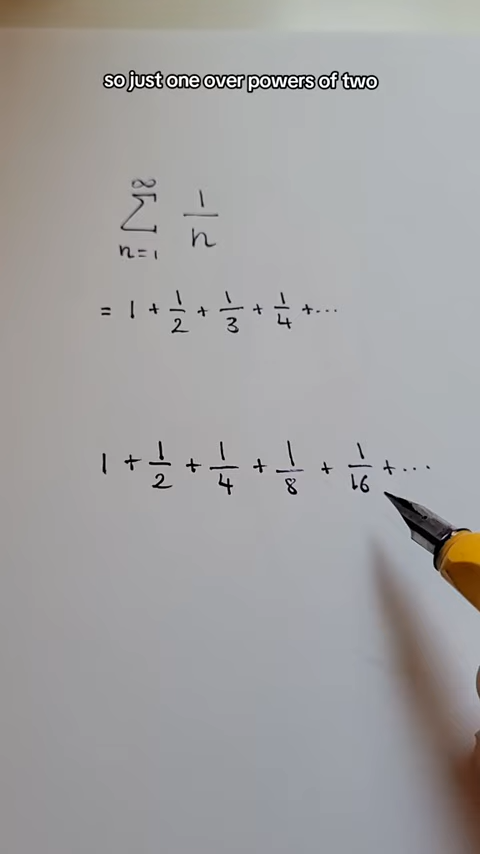 so just one over powers of two
∞
∑ 1/n
n=1
= 1 + 1/2 + 1/3 + 1/4 + ...
1 + 1/2 + 1/4 + 1/8 + 1/16 + ...